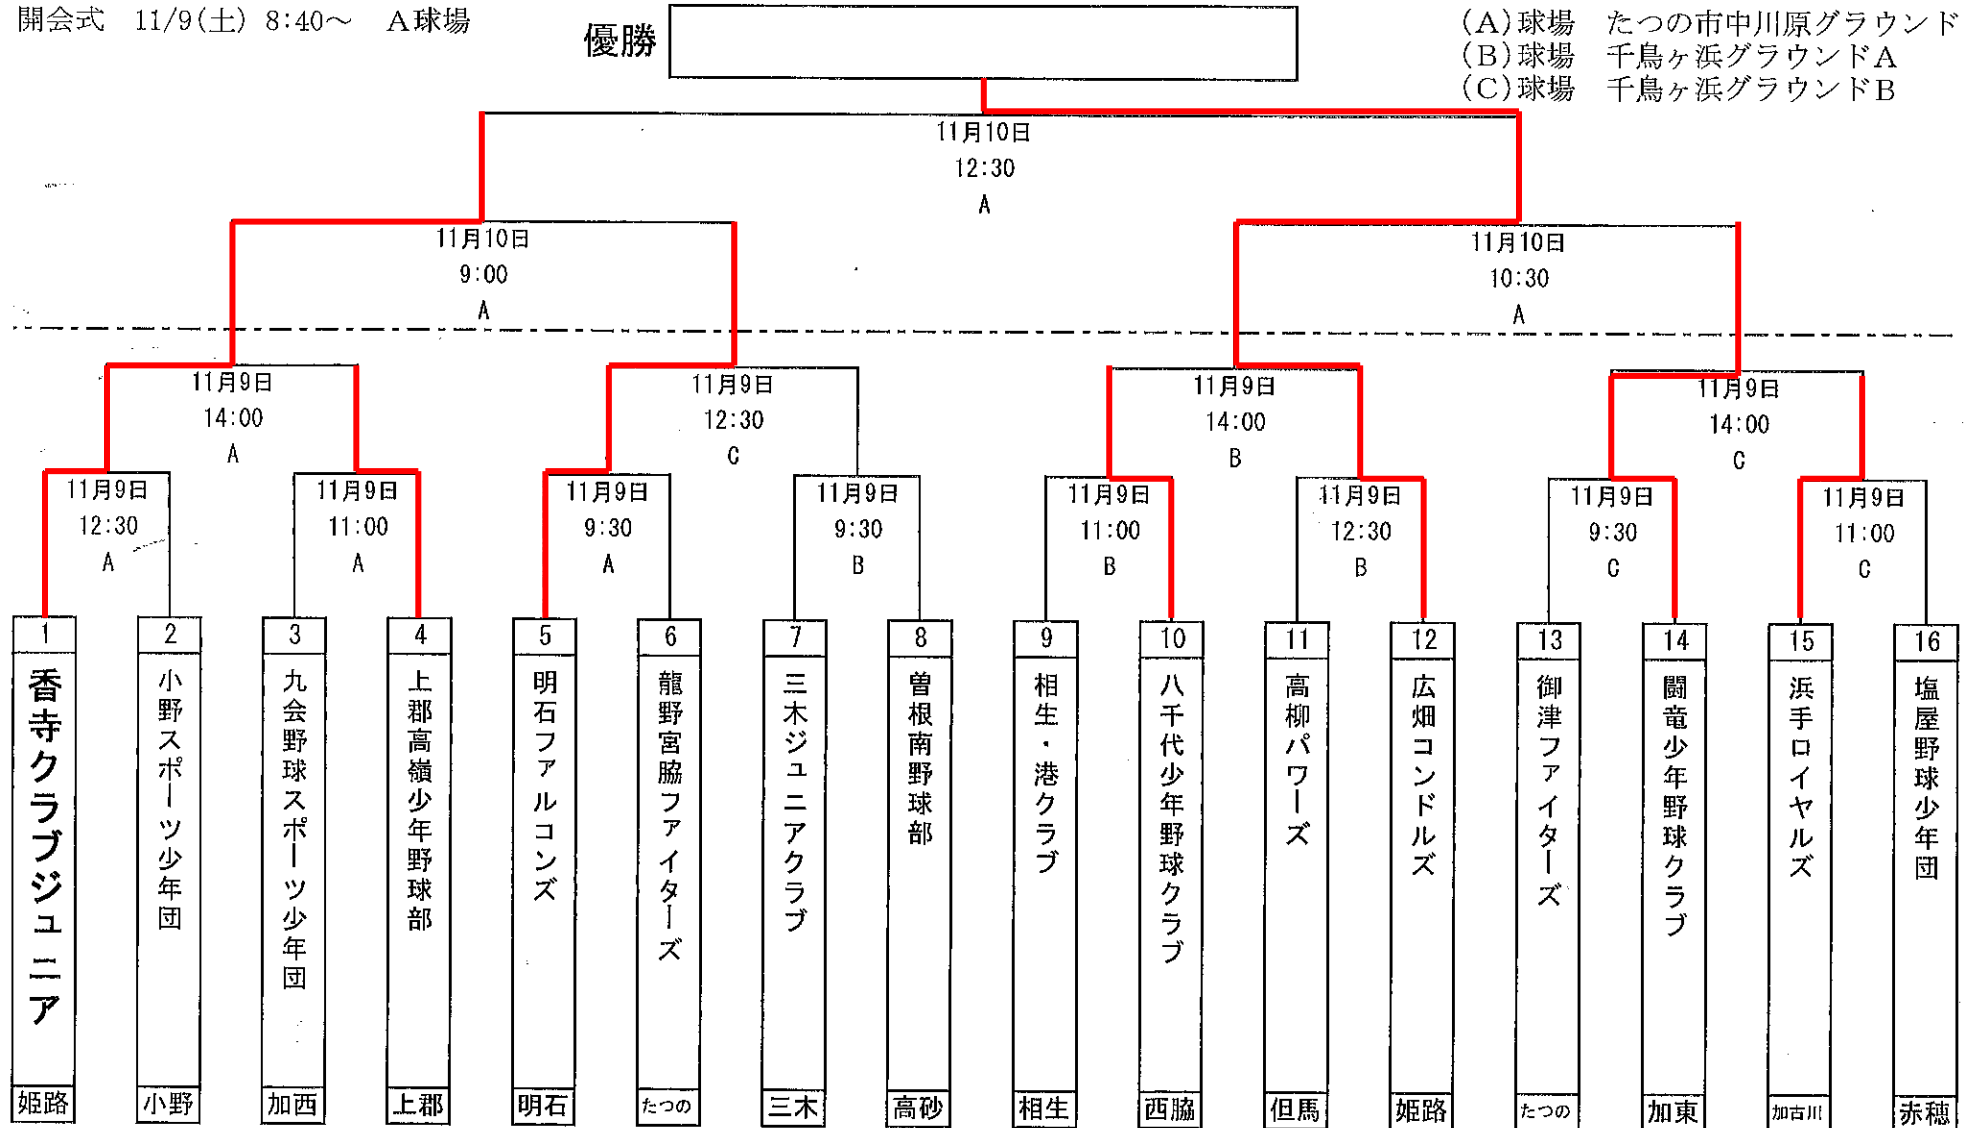 開会式 11/9(土) 8:40～ A球場
優勝
(A)球場 たつの市中川原グラウンド
(B)球場 千鳥ヶ浜グラウンドA
(C)球場 千鳥ヶ浜グラウンドB
11月10日
12:30
A
11月10日
9:00
A
11月10日
10:30
A
11月9日
14:00
A
11月9日
12:30
C
11月9日
14:00
B
11月9日
14:00
C
11月9日
12:30
A
11月9日
11:00
A
11月9日
9:30
A
11月9日
9:30
B
11月9日
11:00
B
11月9日
12:30
B
11月9日
9:30
C
11月9日
11:00
C
1
香寺クラブジュニア
姫路
2
小野スポーツ少年団
小野
3
九会野球スポーツ少年団
加西
4
上郡高嶺少年野球部
上郡
5
明石ファルコンズ
明石
6
龍野宮脇ファイターズ
たつの
7
三木ジュニアクラブ
三木
8
曽根南野球部
高砂
9
相生・港クラブ
相生
10
八千代少年野球クラブ
西脇
11
高柳パワーズ
但馬
12
広畑コンドルズ
姫路
13
御津ファイターズ
たつの
14
闘竜少年野球クラブ
加東
15
浜手ロイヤルズ
加古川
16
塩屋野球少年団
赤穂